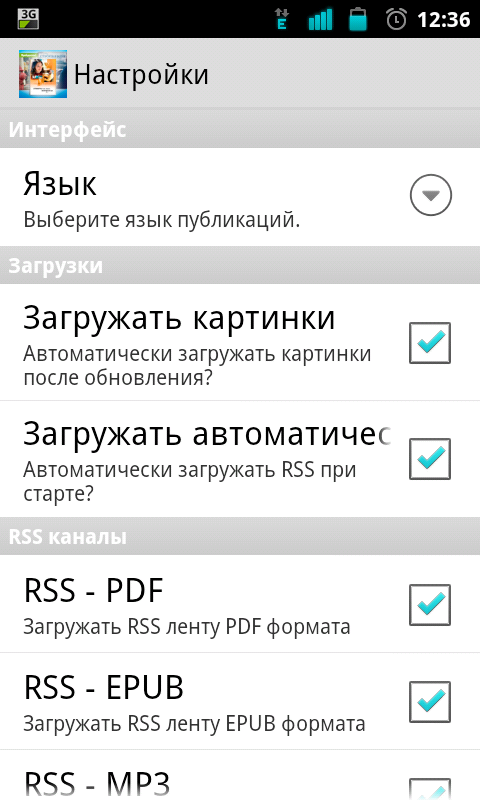 3G
E
12:36
Настройки
Интерфейс
Язык
Выберите язык публикаций.
Загрузки
Загружать картинки
Автоматически загружать картинки
после обновления?
Загружать автоматичес
Автоматически загружать RSS при
старте?
RSS каналы
RSS - PDF
Загружать RSS ленту PDF формата
RSS - EPUB
Загружать RSS ленту EPUB формата
RSS - MP3